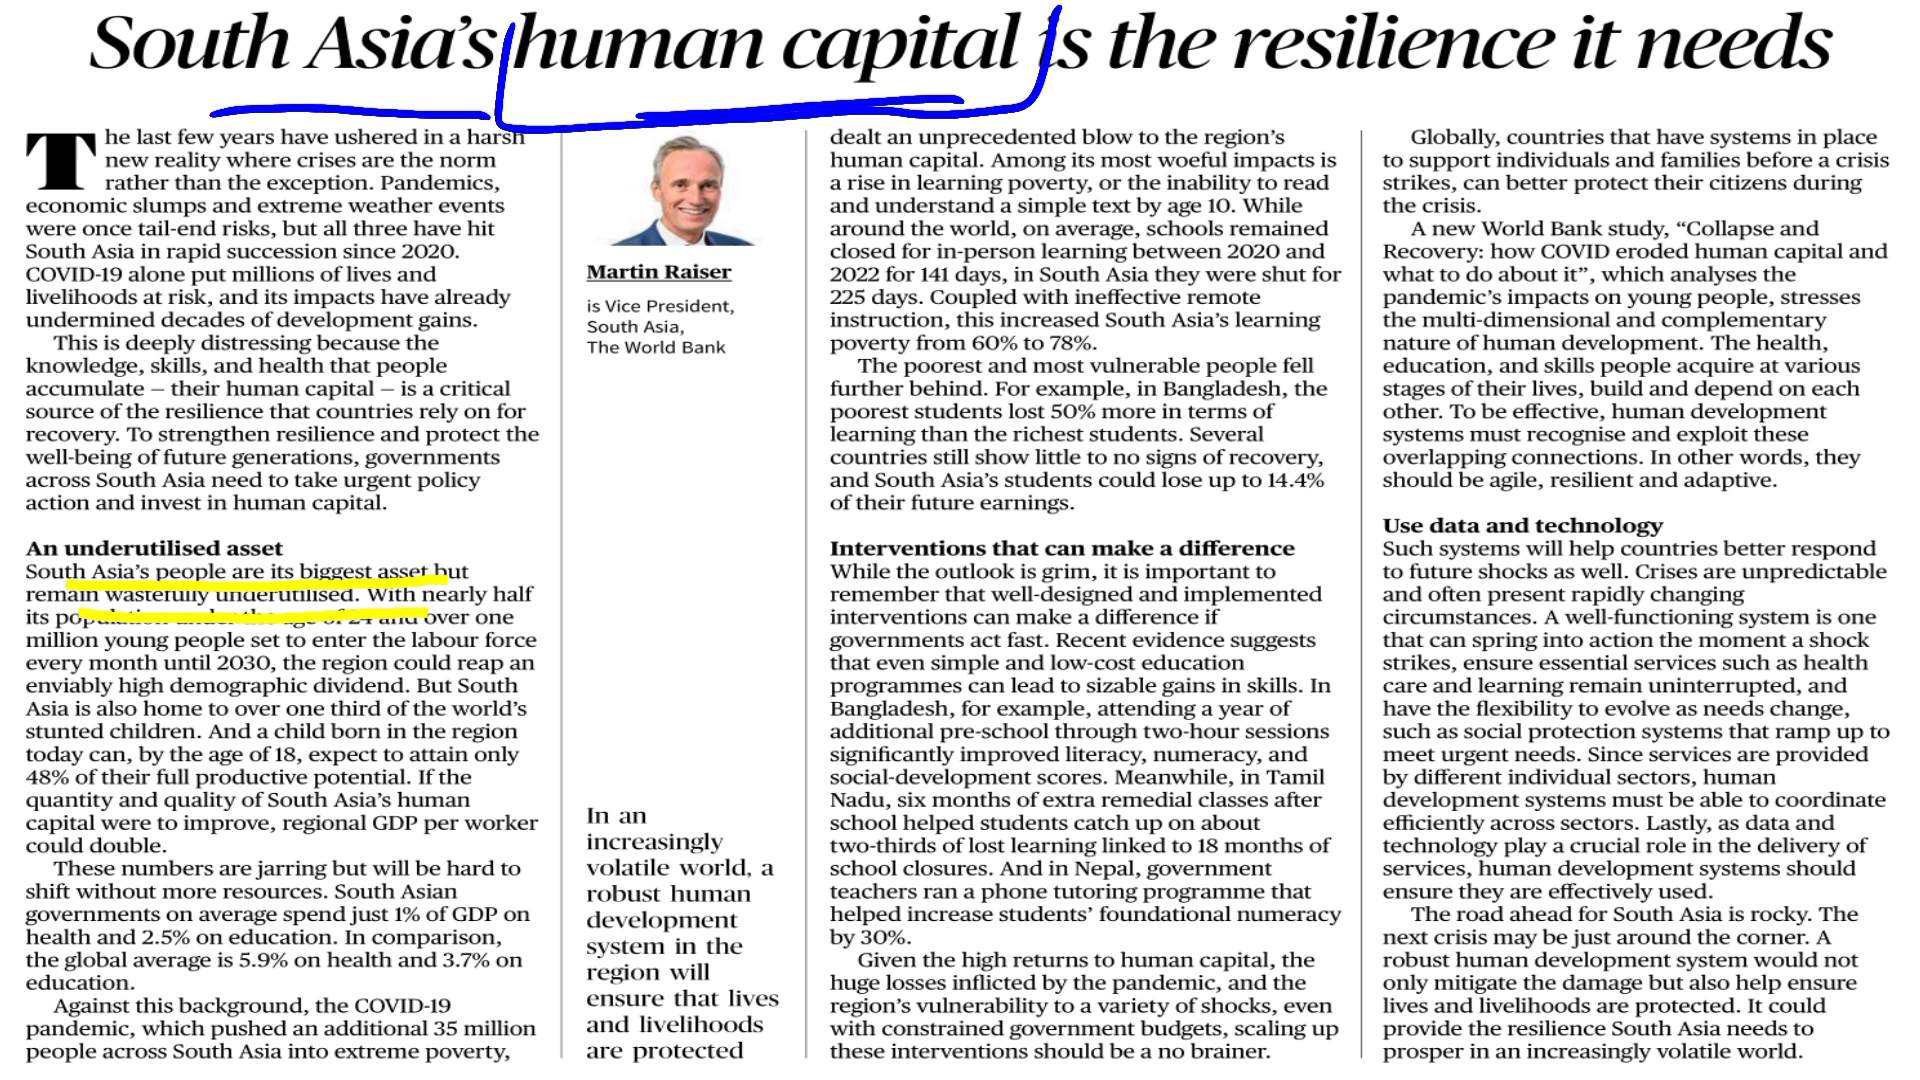 South Asia's human capital is the resilience it needs
The last few years have ushered in a harsh
new reality where crises are the norm
rather than the exception. Pandemics,
economic slumps and extreme weather events
were once tail-end risks, but all three have hit
South Asia in rapid succession since 2020.
COVID-19 alone put millions of lives and
livelihoods at risk, and its impacts have already
undermined decades of development gains.
This is deeply distressing because the
knowledge, skills, and health that people
accumulate — their human capital — is a critical
source of the resilience that countries rely on for
recovery. To strengthen resilience and protect the
well-being of future generations, governments
across South Asia need to take urgent policy
action and invest in human capital.
An underutilised asset
South Asia's people are its biggest asset but
remain wastefully underutilised. With nearly half
its population under the age of 24 and over one
million young people set to enter the labour force
every month until 2030, the region could reap an
enviably high demographic dividend. But South
Asia is also home to over one third of the world's
stunted children. And a child born in the region
today can, by the age of 18, expect to attain only
48% of their full productive potential. If the
quantity and quality of South Asia's human
capital were to improve, regional GDP per worker
could double.
These numbers are jarring but will be hard to
shift without more resources. South Asian
governments on average spend just 1% of GDP on
health and 2.5% on education. In comparison,
the global average is 5.9% on health and 3.7% on
education.
Against this background, the COVID-19
pandemic, which pushed an additional 35 million
people across South Asia into extreme poverty,
Martin Raiser
is Vice President,
South Asia,
The World Bank
In an
increasingly
volatile world, a
robust human
development
system in the
region will
ensure that lives
and livelihoods
are protected
dealt an unprecedented blow to the region's
human capital. Among its most woeful impacts is
a rise in learning poverty, or the inability to read
and understand a simple text by age 10. While
around the world, on average, schools remained
closed for in-person learning between 2020 and
2022 for 141 days, in South Asia they were shut for
225 days. Coupled with ineffective remote
instruction, this increased South Asia's learning
poverty from 60% to 78%.
The poorest and most vulnerable people fell
further behind. For example, in Bangladesh, the
poorest students lost 50% more in terms of
learning than the richest students. Several
countries still show little to no signs of recovery,
and South Asia's students could lose up to 14.4%
of their future earnings.
Interventions that can make a difference
While the outlook is grim, it is important to
remember that well-designed and implemented
interventions can make a difference if
governments act fast. Recent evidence suggests
that even simple and low-cost education
programmes can lead to sizable gains in skills. In
Bangladesh, for example, attending a year of
additional pre-school through two-hour sessions
significantly improved literacy, numeracy, and
social-development scores. Meanwhile, in Tamil
Nadu, six months of extra remedial classes after
school helped students catch up on about
two-thirds of lost learning linked to 18 months of
school closures. And in Nepal, government
teachers ran a phone tutoring programme that
helped increase students' foundational numeracy
by 30%.
Given the high returns to human capital, the
huge losses inflicted by the pandemic, and the
region's vulnerability to a variety of shocks, even
with constrained government budgets, scaling up
these interventions should be a no brainer.
Globally, countries that have systems in place
to support individuals and families before a crisis
strikes, can better protect their citizens during
the crisis.
A new World Bank study, “Collapse and
Recovery: how COVID eroded human capital and
what to do about it”, which analyses the
pandemic's impacts on young people, stresses
the multi-dimensional and complementary
nature of human development. The health,
education, and skills people acquire at various
stages of their lives, build and depend on each
other. To be effective, human development
systems must recognise and exploit these
overlapping connections. In other words, they
should be agile, resilient and adaptive.
Use data and technology
Such systems will help countries better respond
to future shocks as well. Crises are unpredictable
and often present rapidly changing
circumstances. A well-functioning system is one
that can spring into action the moment a shock
strikes, ensure essential services such as health
care and learning remain uninterrupted, and
have the flexibility to evolve as needs change,
such as social protection systems that ramp up to
meet urgent needs. Since services are provided
by different individual sectors, human
development systems must be able to coordinate
efficiently across sectors. Lastly, as data and
technology play a crucial role in the delivery of
services, human development systems should
ensure they are effectively used.
The road ahead for South Asia is rocky. The
next crisis may be just around the corner. A
robust human development system would not
only mitigate the damage but also help ensure
lives and livelihoods are protected. It could
provide the resilience South Asia needs to
prosper in an increasingly volatile world.